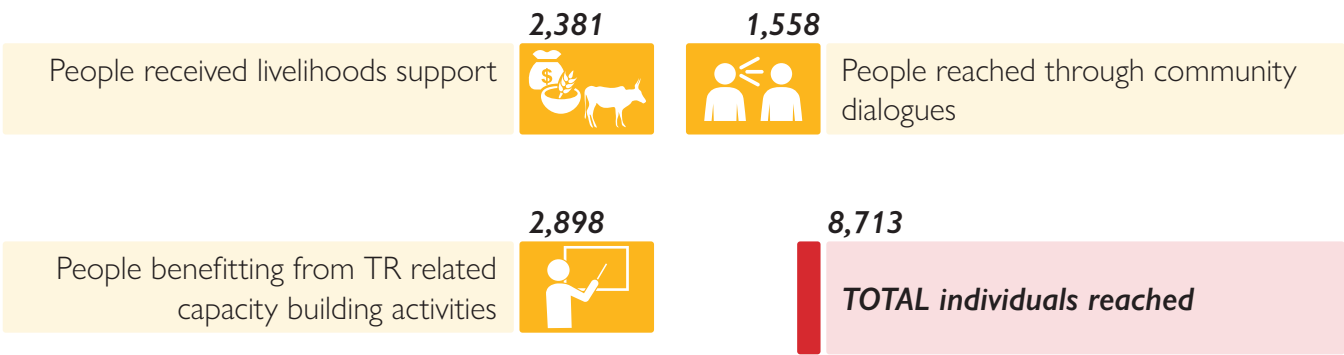 2,381
People received livelihoods support
$
1,558
People reached through community
dialogues
2,898
People benefitting from TR related
capacity building activities
8,713
TOTAL individuals reached